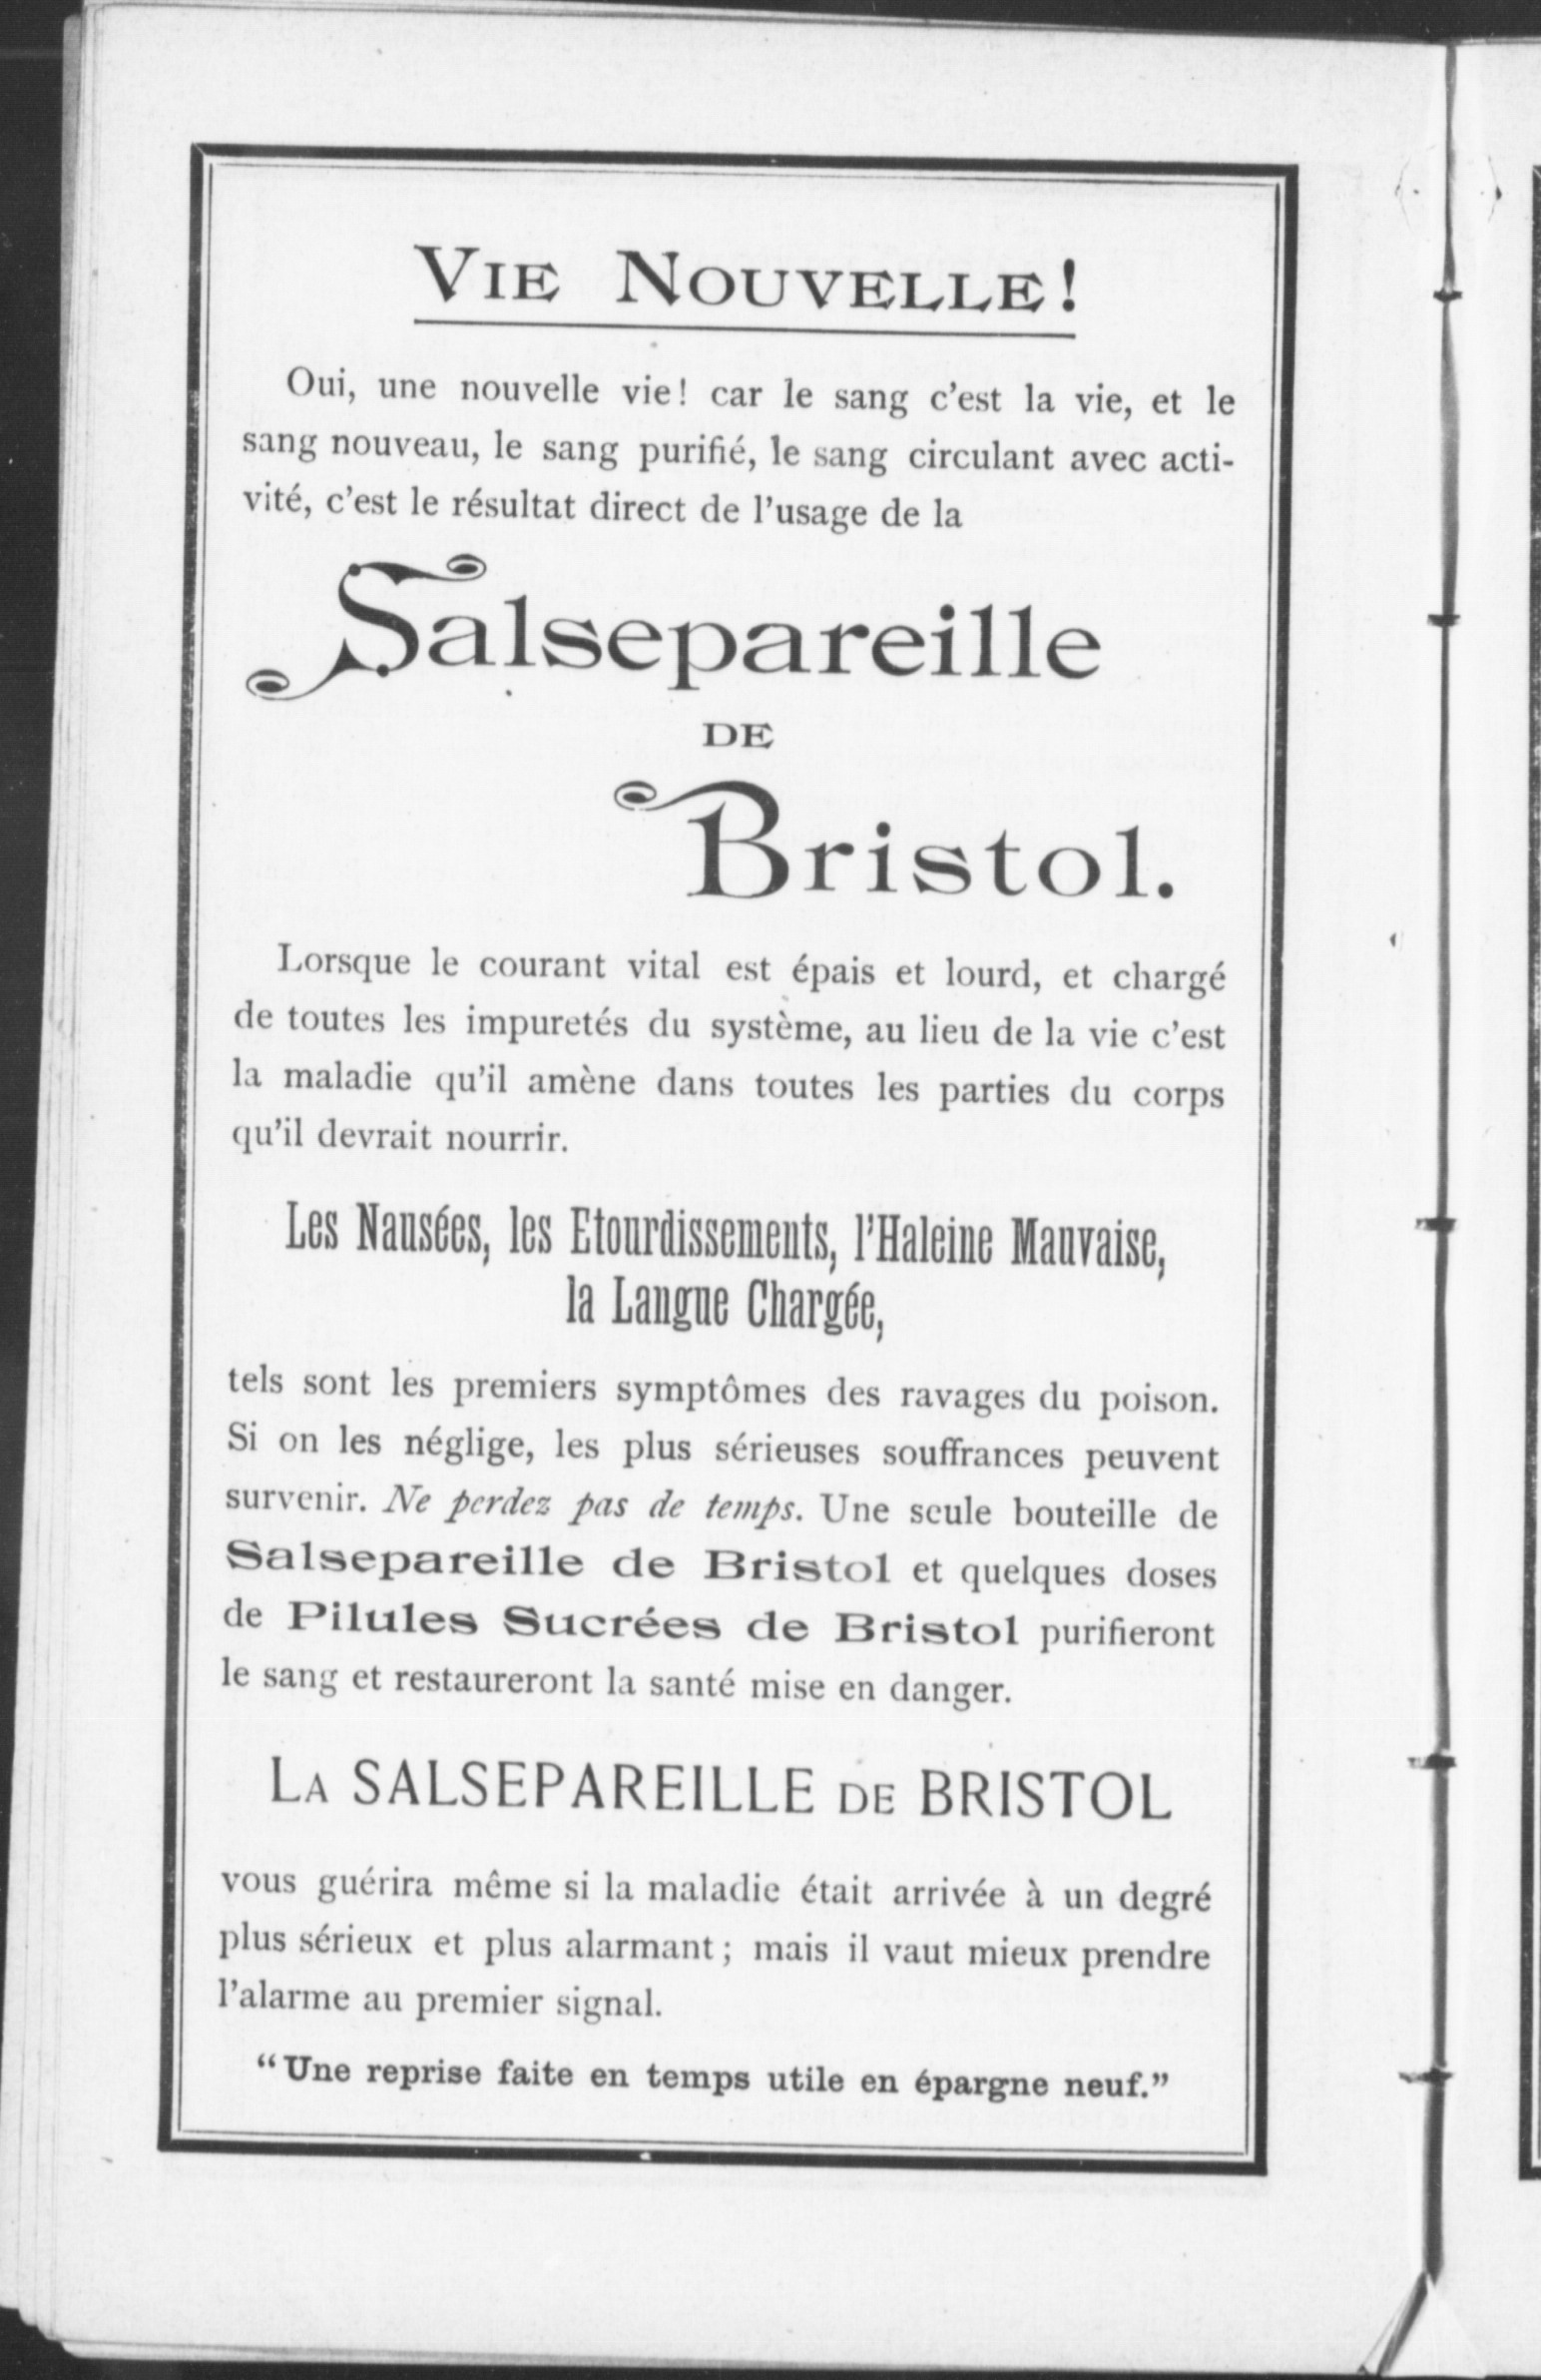 VIE NOUVELLE!
Oui, une nouvelle vie! car le sang c'est la vie, et le
sang nouveau, le sang purifié, le sang circulant avec acti-
vité, c'est le résultat direct de l'usage de la
Salsepareille
DE
Bristol.
Lorsque le courant vital est épais et lourd, et chargé
de toutes les impuretés du système, au lieu de la vie c'est
la maladie qu'il amène dans toutes les parties du corps
qu'il devrait nourrir.
Les Nausées, les Etourdissements, l'Haleine Mauvaise,
la Langue Chargée,
tels sont les premiers symptômes des ravages du poison.
Si on les néglige, les plus sérieuses souffrances peuvent
survenir. Ne perdez pas de temps. Une seule bouteille de
Salsepareille de Bristol et quelques doses
de Pilules Sucrées de Bristol purifieront
le sang et restaureront la santé mise en danger.
LA SALSEPAREILLE DE BRISTOL
vous guérira même si la maladie était arrivée à un degré
plus sérieux et plus alarmant; mais il vaut mieux prendre
l'alarme au premier signal.
"Une reprise faite en temps utile en épargne neuf."